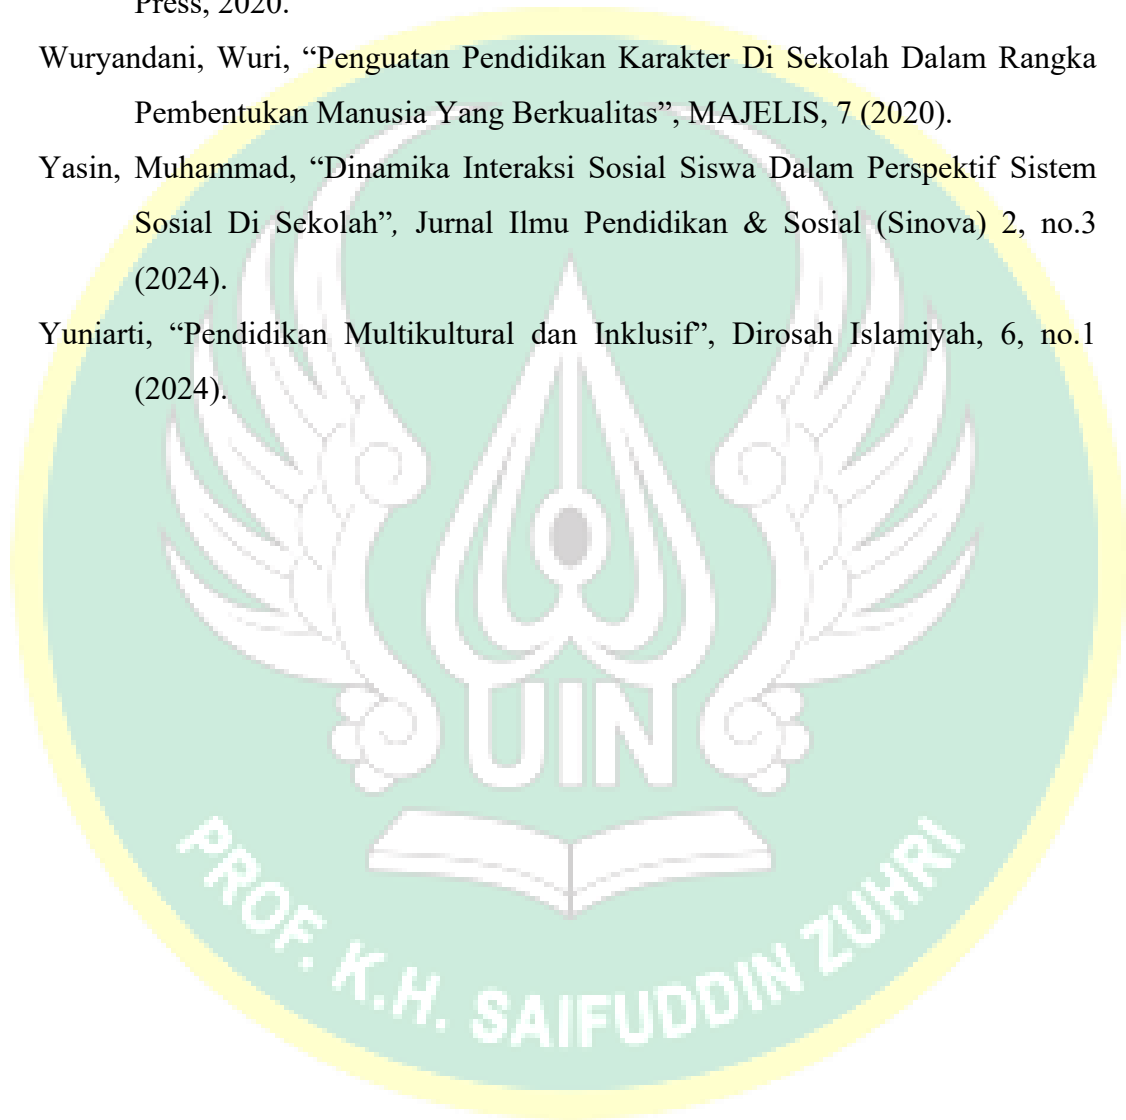 Press, 2020.
Wuryandani, Wuri, “Penguatan Pendidikan Karakter Di Sekolah Dalam Rangka
Pembentukan Manusia Yang Berkualitas”, MAJELIS, 7 (2020).
Yasin, Muhammad, “Dinamika Interaksi Sosial Siswa Dalam Perspektif Sistem
Sosial Di Sekolah”, Jurnal Ilmu Pendidikan & Sosial (Sinova) 2, no.3
(2024).
Yuniarti, “Pendidikan Multikultural dan Inklusif”, Dirosah Islamiyah, 6, no.1
(2024).
UIN
PROF. K.H. SAIFUDDIN ZUHRI